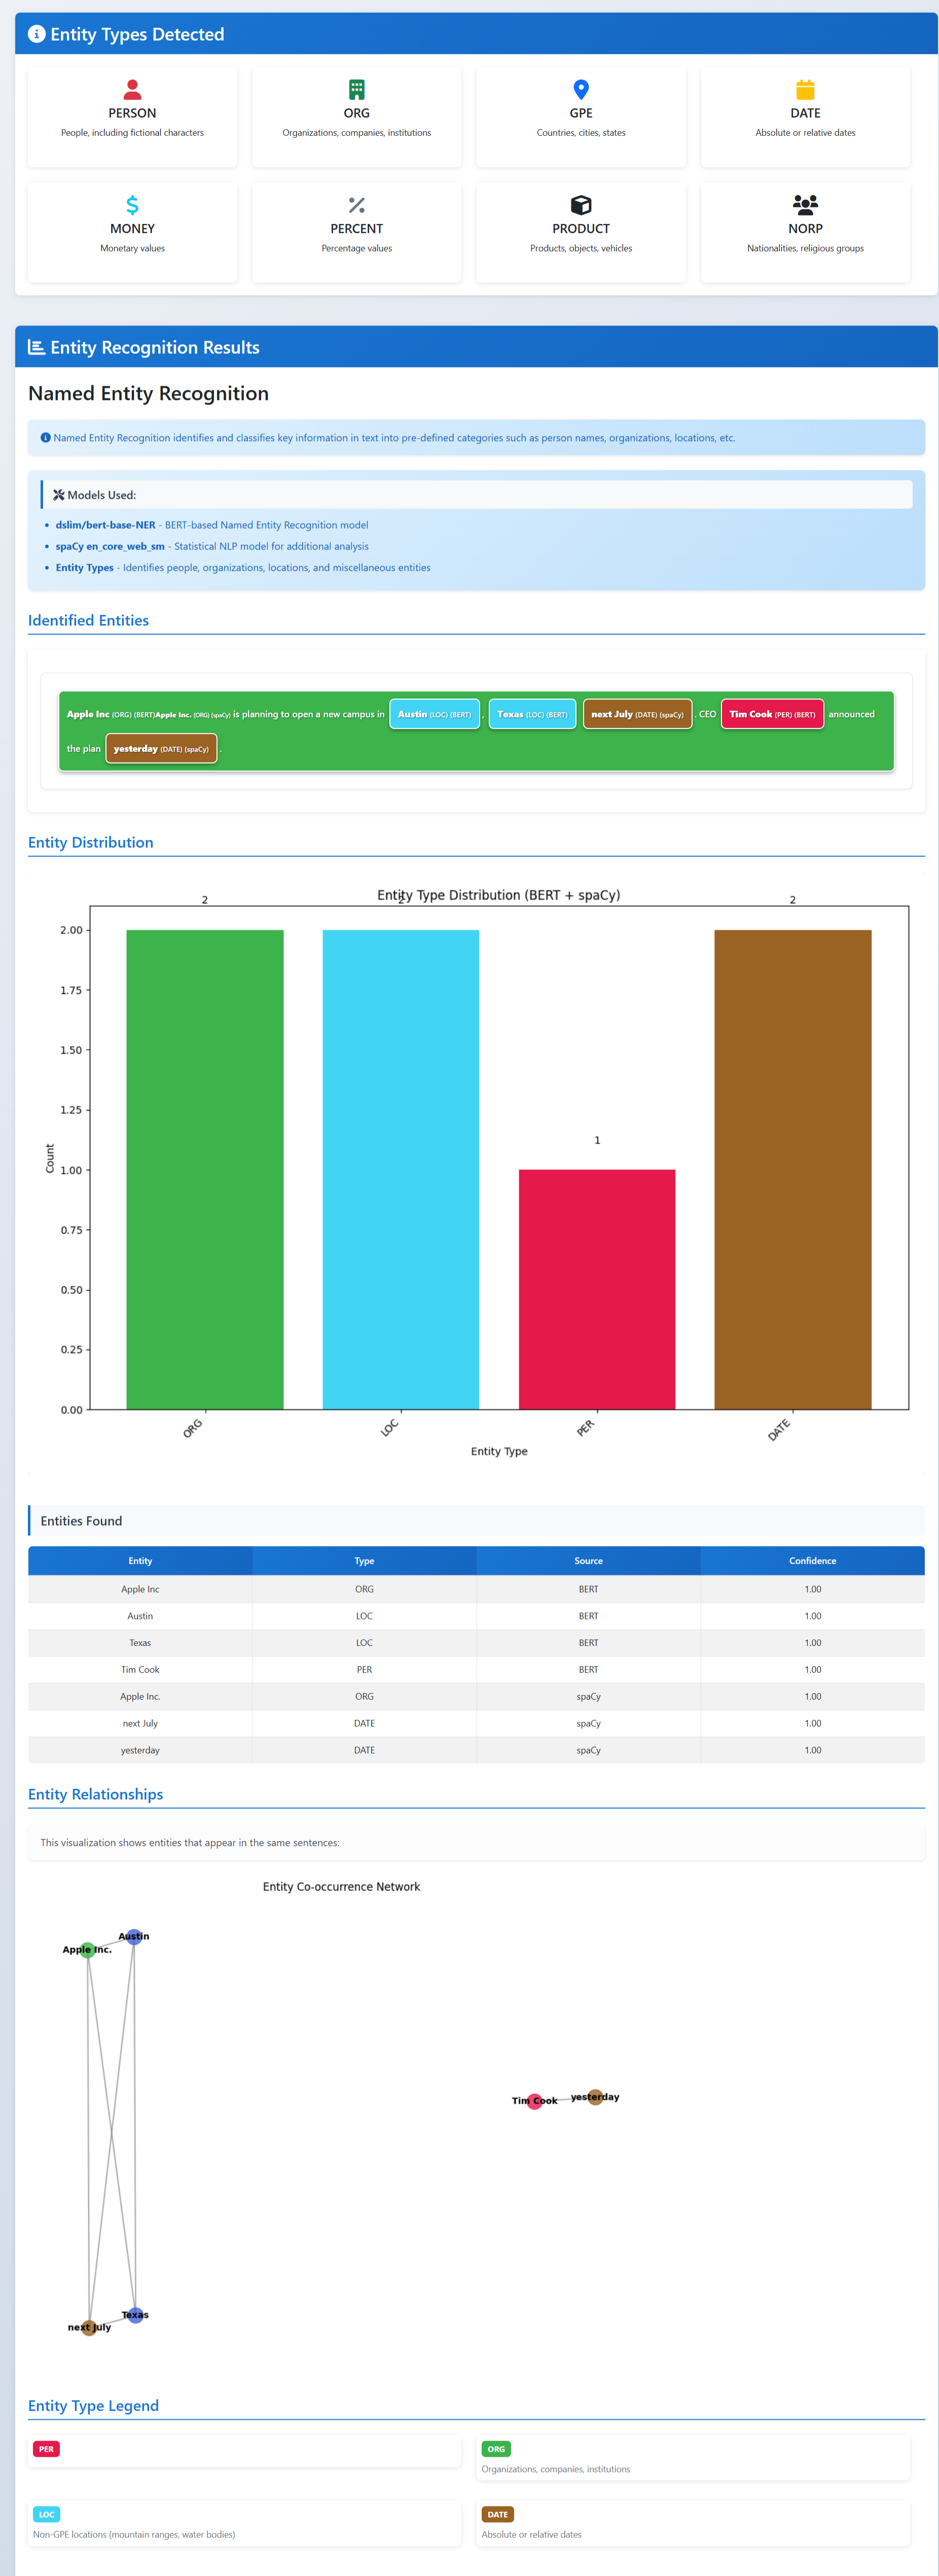 Entity Types Detected
PERSON
People, including fictional characters
ORG
Organizations, companies, institutions
GPE
Countries, cities, states
DATE
Absolute or relative dates
MONEY
Monetary values
PERCENT
Percentage values
PRODUCT
Products, objects, vehicles
NORP
Nationalities, religious groups
Entity Recognition Results
Named Entity Recognition
Named Entity Recognition identifies and classifies key information in text into pre-defined categories such as person names, organizations, locations, etc.
Models Used:
• dslim/bert-base-NER - BERT-based Named Entity Recognition model
• spaCy en_core_web_sm - Statistical NLP model for additional analysis
• Entity Types - Identifies people, organizations, locations, and miscellaneous entities
Identified Entities
Apple Inc (ORG) (BERT)Apple Inc. (ORG) (spaCy) is planning to open a new campus in Austin (LOC) (BERT) , Texas (LOC) (BERT) next July (DATE) (spaCy) . CEO Tim Cook (PER) (BERT) announced
the plan yesterday (DATE) (spaCy) .
Entity Distribution
Entity Type Distribution (BERT + spaCy)
2 2 2
2.00
1.75
1.50
1.25
1
1.00
0.75
0.50
0.25
0.00
Count
ORG LOC PER DATE
Entity Type
Entities Found
Entity Type Source Confidence
Apple Inc ORG BERT 1.00
Austin LOC BERT 1.00
Texas LOC BERT 1.00
Tim Cook PER BERT 1.00
Apple Inc. ORG spaCy 1.00
next July DATE spaCy 1.00
yesterday DATE spaCy 1.00
Entity Relationships
This visualization shows entities that appear in the same sentences:
Entity Co-occurrence Network
Austin
Apple Inc.
Tim Cook yesterday
Texas
next July
Entity Type Legend
PER
ORG
Organizations, companies, institutions
LOC
Non-GPE locations (mountain ranges, water bodies)
DATE
Absolute or relative dates